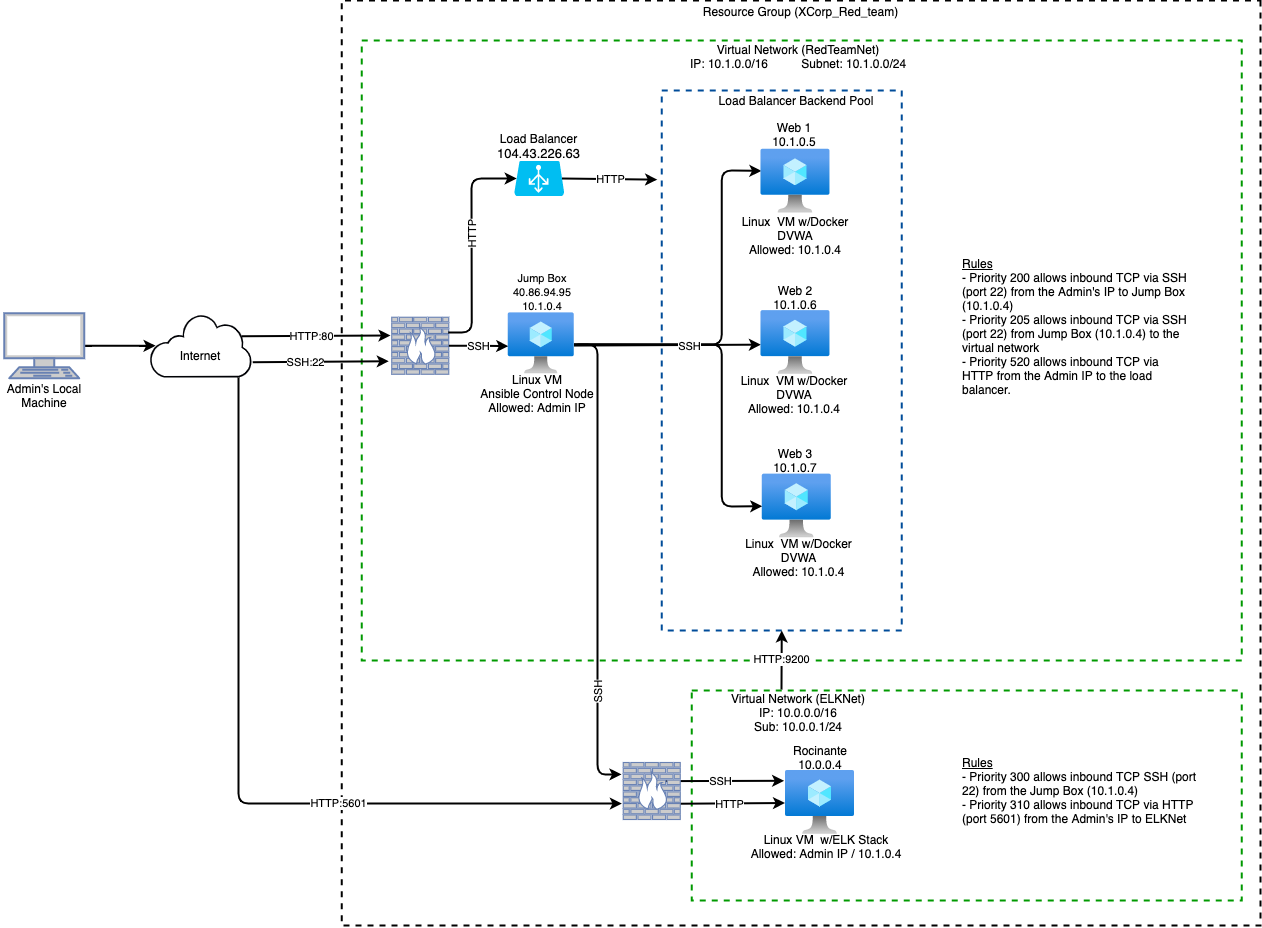 Resource Group (XCorp_Red_team)
Virtual Network (RedTeamNet)
IP: 10.1.0.0/16 Subnet: 10.1.0.0/24
Load Balancer Backend Pool
Load Balancer
104.43.226.63
HTTP
HTTP
Web 1
10.1.0.5
Linux VM w/Docker
DVWA
Allowed: 10.1.0.4
Jump Box
40.86.94.95
10.1.0.4
Linux VM
Ansible Control Node
Allowed: Admin IP
Web 2
10.1.0.6
Linux VM w/Docker
DVWA
Allowed: 10.1.0.4
Web 3
10.1.0.7
Linux VM w/Docker
DVWA
Allowed: 10.1.0.4
Rules
- Priority 200 allows inbound TCP via SSH
(port 22) from the Admin's IP to Jump Box
(10.1.0.4)
- Priority 205 allows inbound TCP via SSH
(port 22) from Jump Box (10.1.0.4) to the
virtual network
- Priority 520 allows inbound TCP via
HTTP from the Admin IP to the load
balancer.
Admin's Local
Machine
Internet
HTTP:80
SSH:22
SSH
SSH
SSH
HTTP:9200
HTTP:5601
Virtual Network (ELKNet)
IP: 10.0.0.0/16
Sub: 10.0.0.1/24
Rocinante
10.0.0.4
SSH
HTTP
Linux VM w/ELK Stack
Allowed: Admin IP / 10.1.0.4
Rules
- Priority 300 allows inbound TCP SSH (port
22) from the Jump Box (10.1.0.4)
- Priority 310 allows inbound TCP via HTTP
(port 5601) from the Admin's IP to ELKNet